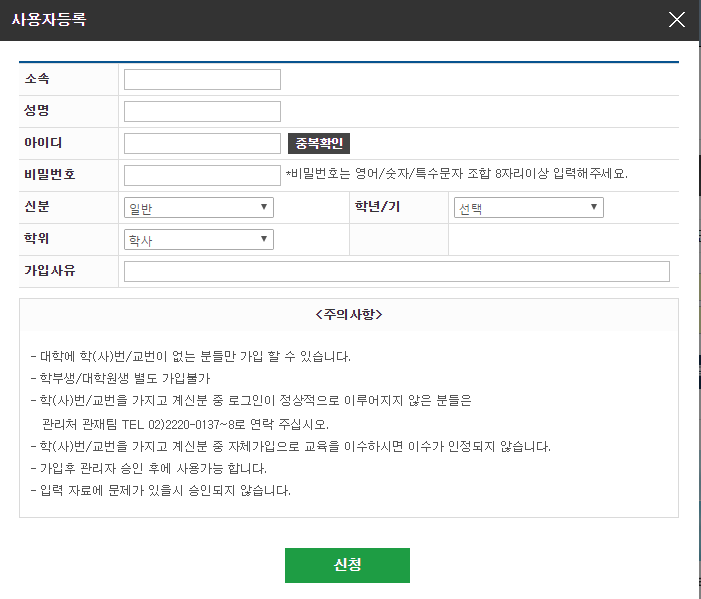 사용자등록
소속
성명
아이디 중복확인
비밀번호 *비밀번호는 영어/숫자/특수문자 조합 8자리이상 입력해주세요.
신분 일반 학년/기 선택
학위 학사
가입사유
<주의사항>
- 대학에 학(사)번/교번이 없는 분들만 가입 할 수 있습니다.
- 학부생/대학원생 별도 가입불가
- 학(사)번/교번을 가지고 계신분 중 로그인이 정상적으로 이루어지지 않은 분들은
관리처 관재팀 TEL 02)2220-0137~8로 연락 주십시오.
- 학(사)번/교번을 가지고 계신분 중 자체가입으로 교육을 이수하시면 이수가 인정되지 않습니다.
- 가입후 관리자 승인 후에 사용가능 합니다.
- 입력 자료에 문제가 있을시 승인되지 않습니다.
신청